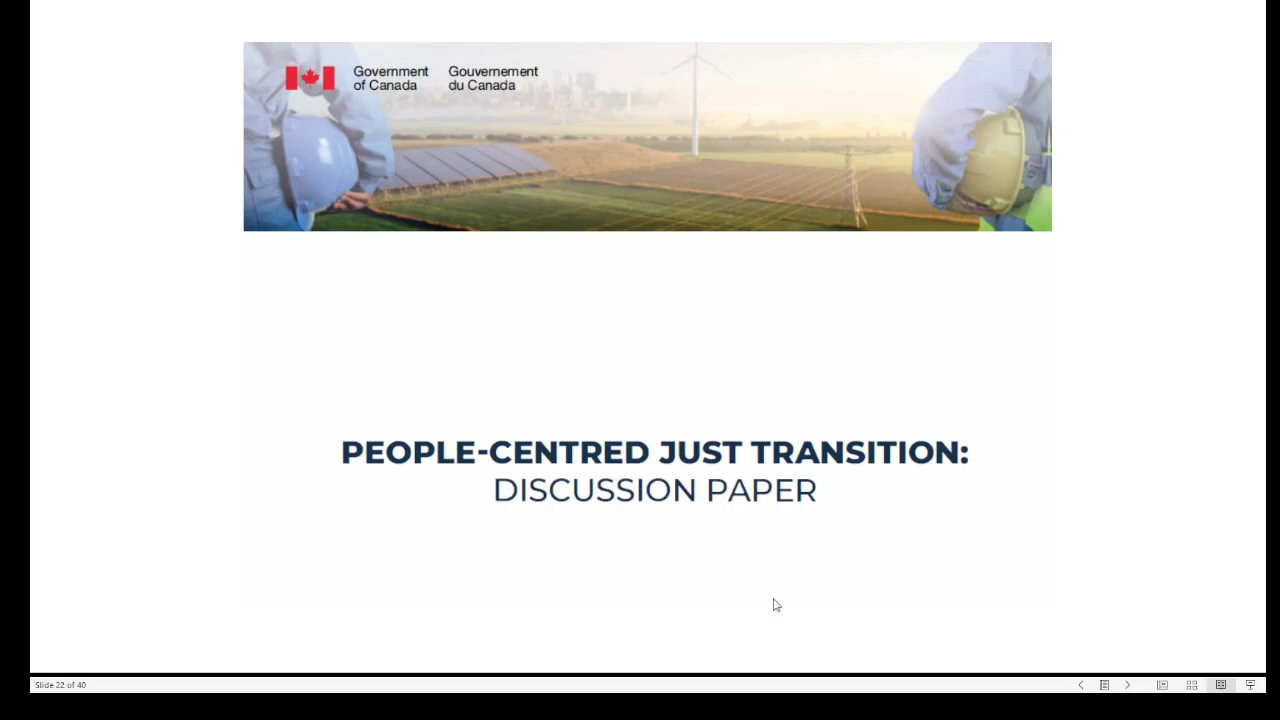 Government Gouvernement
of Canada du Canada
PEOPLE-CENTRED JUST TRANSITION:
DISCUSSION PAPER
Slide 22 of 40